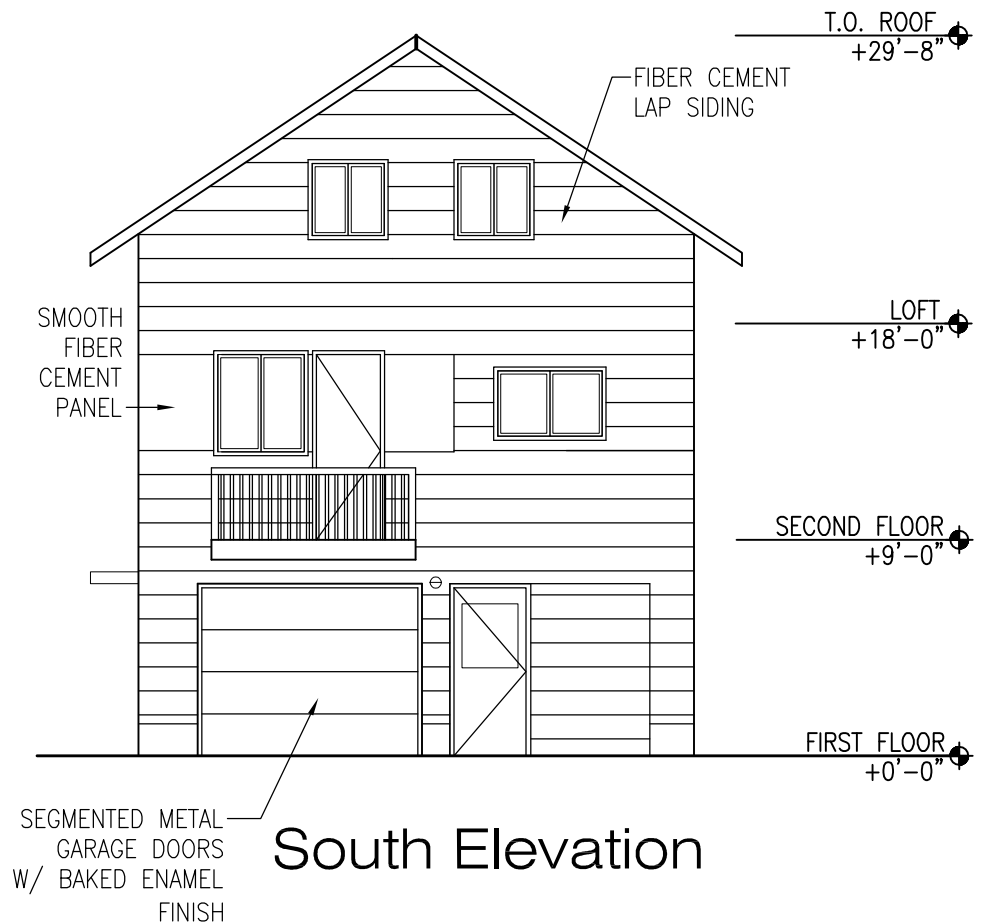 T.O. ROOF
+29'-8"
FIBER CEMENT
LAP SIDING
LOFT
+18'-0"
SMOOTH
FIBER
CEMENT
PANEL
SECOND FLOOR
+9'-0"
FIRST FLOOR
+0'-0"
SEGMENTED METAL
GARAGE DOORS
W/ BAKED ENAMEL
FINISH
South Elevation